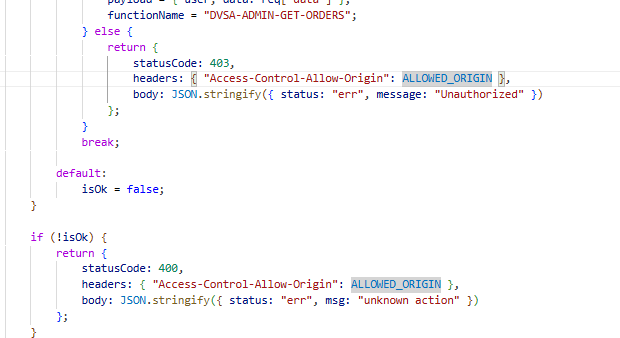 payload = { user, data: req["data"] };
functionName = "DVSA-ADMIN-GET-ORDERS";
} else {
return {
statusCode: 403,
headers: { "Access-Control-Allow-Origin": ALLOWED_ORIGIN },
body: JSON.stringify({ status: "err", message: "Unauthorized" })
};
}
break;
default:
isOk = false;
}
if (!isOk) {
return {
statusCode: 400,
headers: { "Access-Control-Allow-Origin": ALLOWED_ORIGIN },
body: JSON.stringify({ status: "err", msg: "unknown action" })
};
}